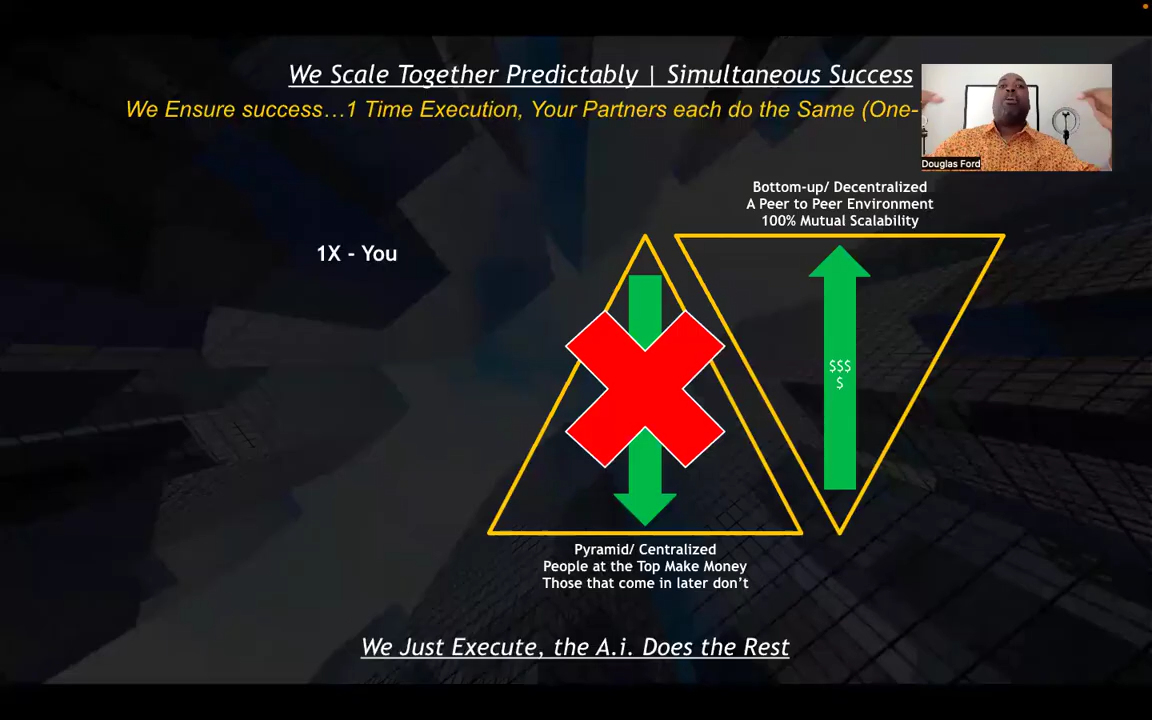 We Scale Together Predictably | Simultaneous Success
We Ensure success…1 Time Execution, Your Partners each do the Same (One-
Douglas Ford
Bottom-up/ Decentralized
A Peer to Peer Environment
100% Mutual Scalability
1X - You
$$$
$
Pyramid/ Centralized
People at the Top Make Money
Those that come in later don’t
We Just Execute, the A.i. Does the Rest